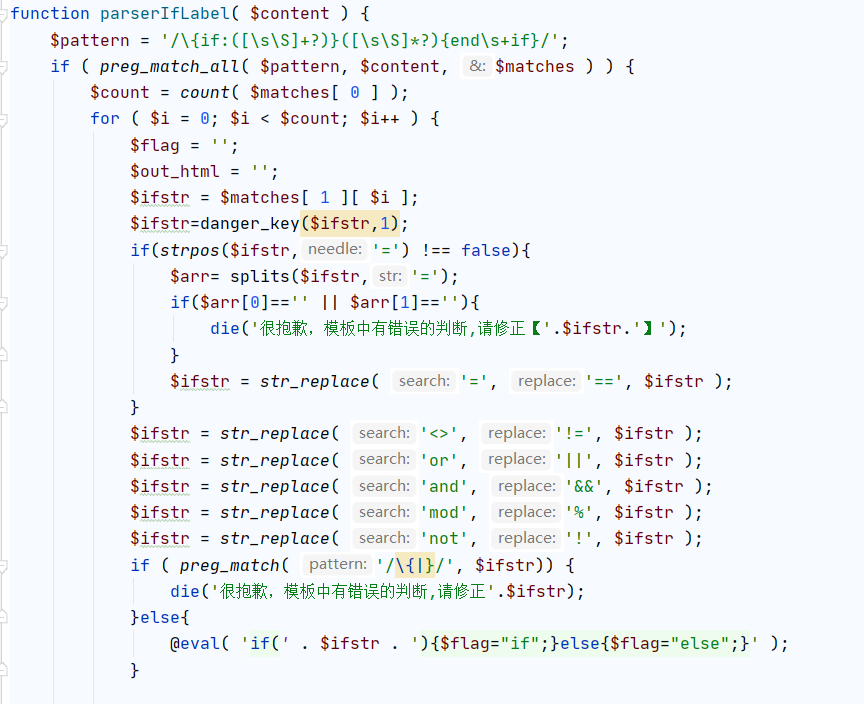 function parserIfLabel( $content ) {
$pattern = '/\{if:([\s\S]+?)}([\s\S]*?){end\s+if}/';
if ( preg_match_all( $pattern, $content, &: $matches ) ) {
$count = count( $matches[ 0 ] );
for ( $i = 0; $i < $count; $i++ ) {
$flag = '';
$out_html = '';
$ifstr = $matches[ 1 ][ $i ];
$ifstr=danger_key($ifstr,1);
if(strpos($ifstr, needle: '=') !== false){
$arr= splits($ifstr, str: '=');
if($arr[0]=='' || $arr[1]==''){
die('很抱歉，模板中有错误的判断,请修正【'.$ifstr.'】');
}
$ifstr = str_replace( search: '=', replace: '==', $ifstr );
}
$ifstr = str_replace( search: '<>', replace: '!=', $ifstr );
$ifstr = str_replace( search: 'or', replace: '||', $ifstr );
$ifstr = str_replace( search: 'and', replace: '&&', $ifstr );
$ifstr = str_replace( search: 'mod', replace: '%', $ifstr );
$ifstr = str_replace( search: 'not', replace: '!', $ifstr );
if ( preg_match( pattern: '/\{|}/', $ifstr)) {
die('很抱歉，模板中有错误的判断,请修正'.$ifstr);
}else{
@eval( 'if(' . $ifstr . '){$flag="if";}else{$flag="else";}' );
}